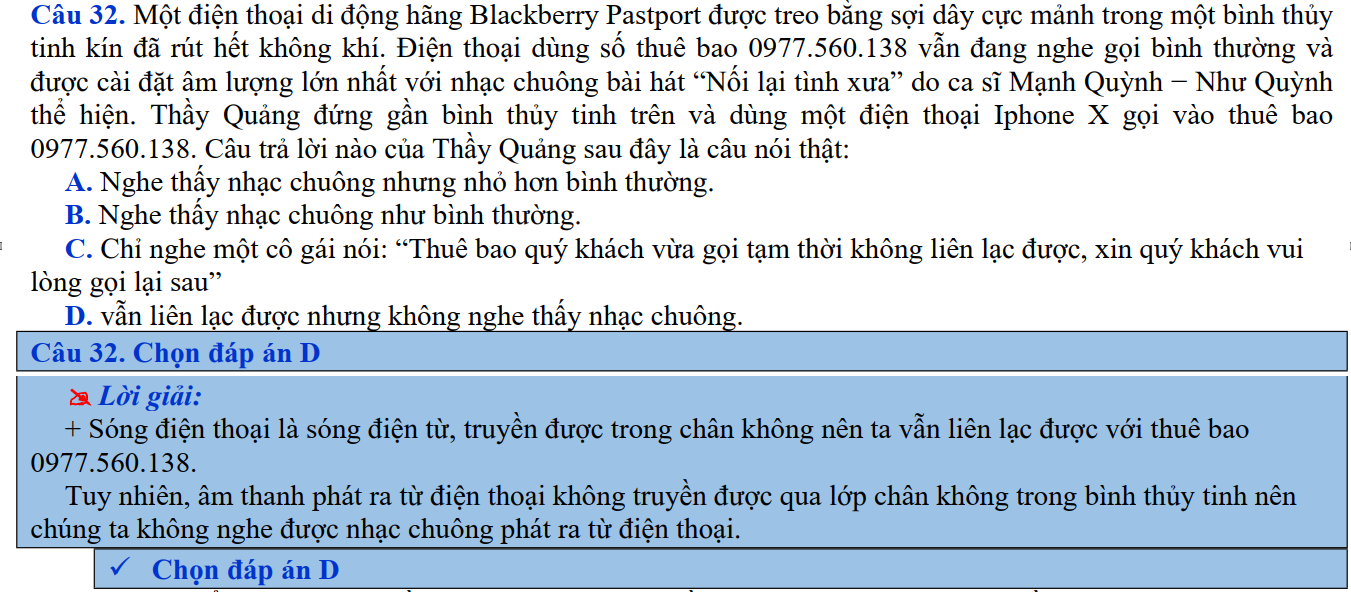 Câu 32. Một điện thoại di động hãng Blackberry Pastport được treo bằng sợi dây cực mảnh trong một bình thủy
tinh kín đã rút hết không khí. Điện thoại dùng số thuê bao 0977.560.138 vẫn đang nghe gọi bình thường và
được cài đặt âm lượng lớn nhất với nhạc chuông bài hát “Nối lại tình xưa” do ca sĩ Mạnh Quỳnh − Như Quỳnh
thể hiện. Thầy Quảng đứng gần bình thủy tinh trên và dùng một điện thoại Iphone X gọi vào thuê bao
0977.560.138. Câu trả lời nào của Thầy Quảng sau đây là câu nói thật:
A. Nghe thấy nhạc chuông nhưng nhỏ hơn bình thường.
B. Nghe thấy nhạc chuông như bình thường.
C. Chỉ nghe một cô gái nói: “Thuê bao quý khách vừa gọi tạm thời không liên lạc được, xin quý khách vui
lòng gọi lại sau”
D. vẫn liên lạc được nhưng không nghe thấy nhạc chuông.
Câu 32. Chọn đáp án D
Lời giải:
+ Sóng điện thoại là sóng điện từ, truyền được trong chân không nên ta vẫn liên lạc được với thuê bao
0977.560.138.
Tuy nhiên, âm thanh phát ra từ điện thoại không truyền được qua lớp chân không trong bình thủy tinh nên
chúng ta không nghe được nhạc chuông phát ra từ điện thoại.
✓ Chọn đáp án D